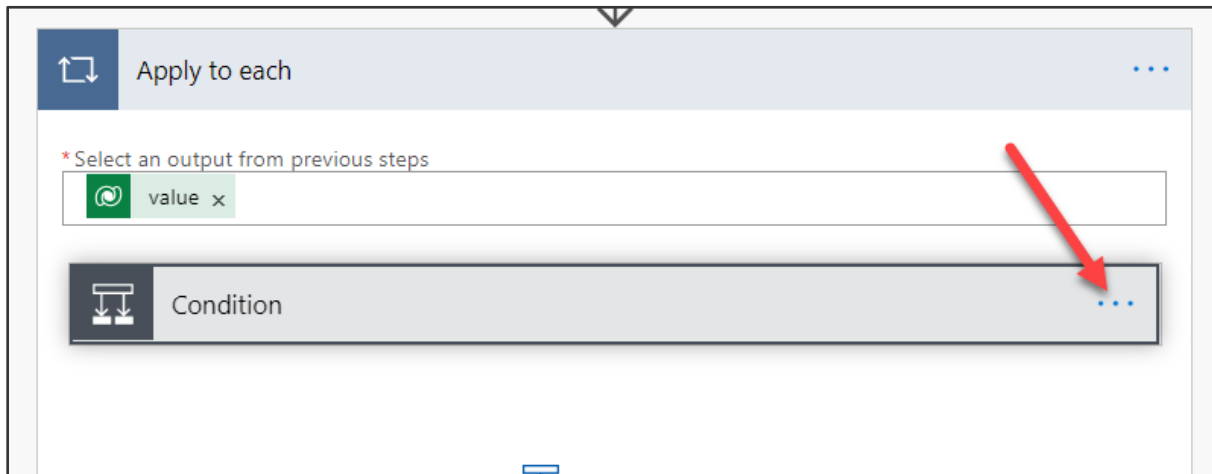 Apply to each
* Select an output from previous steps
value x
Condition